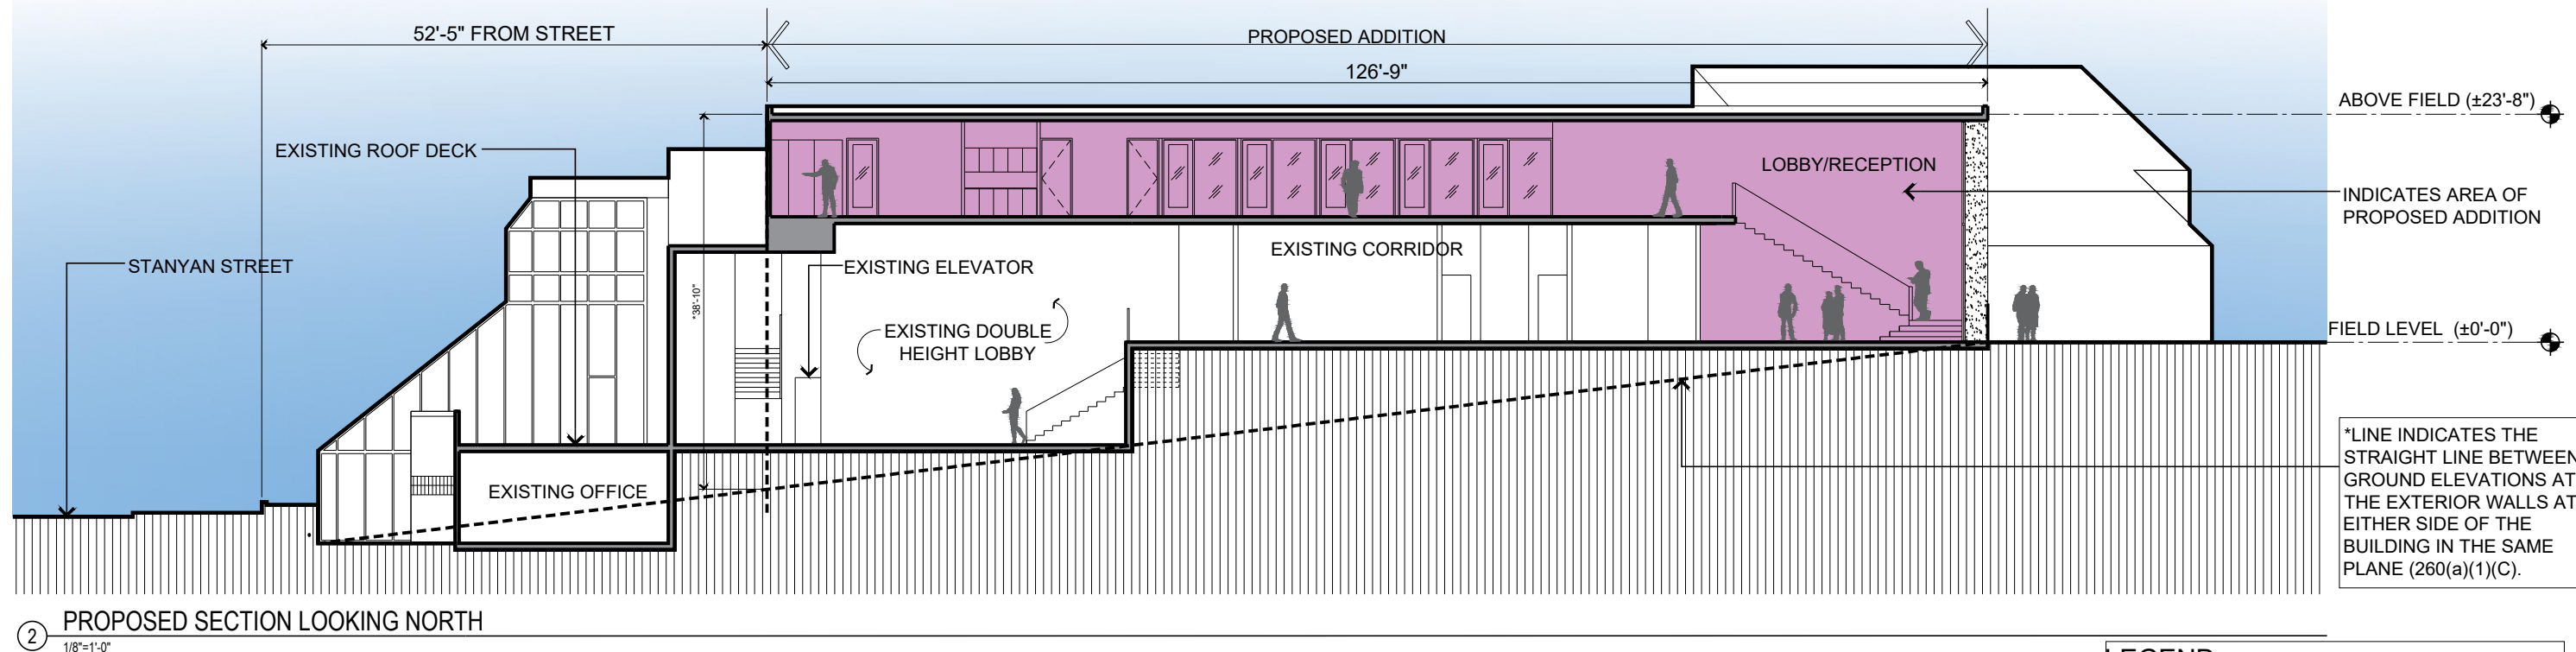 52'-5" FROM STREET
PROPOSED ADDITION
126'-9"
ABOVE FIELD (±23'-8")
EXISTING ROOF DECK
LOBBY/RECEPTION
INDICATES AREA OF
PROPOSED ADDITION
STANYAN STREET
EXISTING ELEVATOR
EXISTING CORRIDOR
*38'-10"
EXISTING DOUBLE
HEIGHT LOBBY
FIELD LEVEL (±0'-0")
*LINE INDICATES THE
STRAIGHT LINE BETWEEN
GROUND ELEVATIONS AT
THE EXTERIOR WALLS AT
EITHER SIDE OF THE
BUILDING IN THE SAME
PLANE (260(a)(1)(C).
EXISTING OFFICE
2 PROPOSED SECTION LOOKING NORTH
1/8"=1'-0"
LEGEND